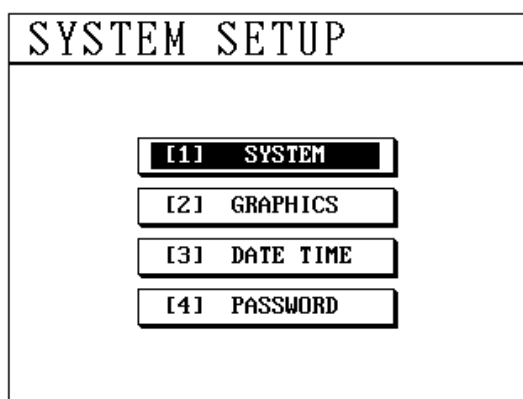 SYSTEM SETUP
[1] SYSTEM
[2] GRAPHICS
[3] DATE TIME
[4] PASSWORD